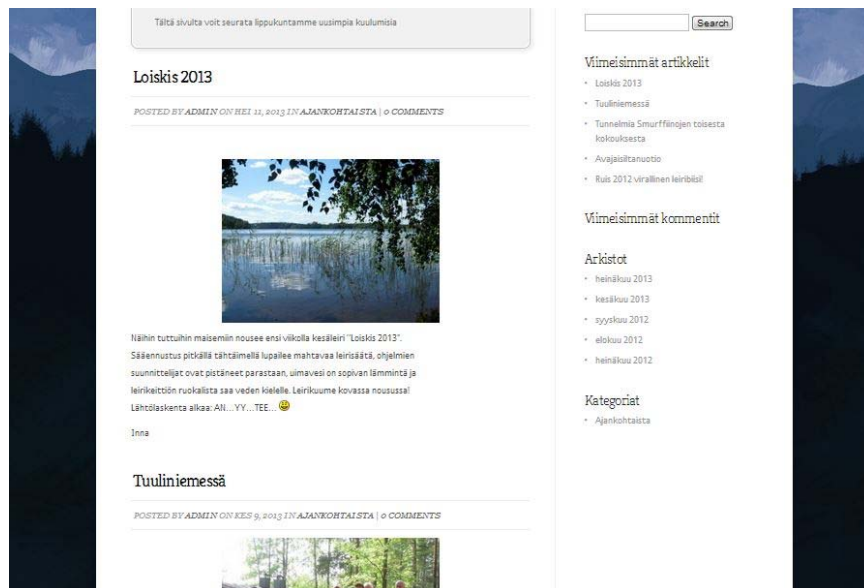 Tältä sivulta voit seurata lippukuntamme uusimpia kuulumisia
Loiskis 2013
POSTED BY ADMIN ON HEI 11, 2013 IN AJANKOHTAISTA | 0 COMMENTS
Näihin tuttuihin maisemiin nousee ensi viikolla kesäleiri "Loiskis 2013".
Sääennustus pitkällä tähtäimellä lupailee mahtavaa leirisäätä, ohjelmien
suunnittelijat ovat pistäneet parastaan, uimavesi on sopivan lämmintä ja
leirikeittiön ruokalista saa veden kielelle. Leirikuume kovassa nousussa!
Lähtölaskenta alkaa: AN...YY...TEE...
Inna
Tuuliniemessä
POSTED BY ADMIN ON KES 9, 2013 IN AJANKOHTAISTA | 0 COMMENTS
Search
Viimeisimmät artikkelit
Loiskis 2013
Tuuliniemessä
Tunnelmia Smurffiinojen toisesta
kokouksesta
Avajaisiltanuotio
Ruis 2012 virallinen leiribiisi!
Viimeisimmät kommentit
Arkistot
heinäkuu 2013
kesäkuu 2013
syyskuu 2012
elokuu 2012
heinäkuu 2012
Kategoriat
Ajankohtaista